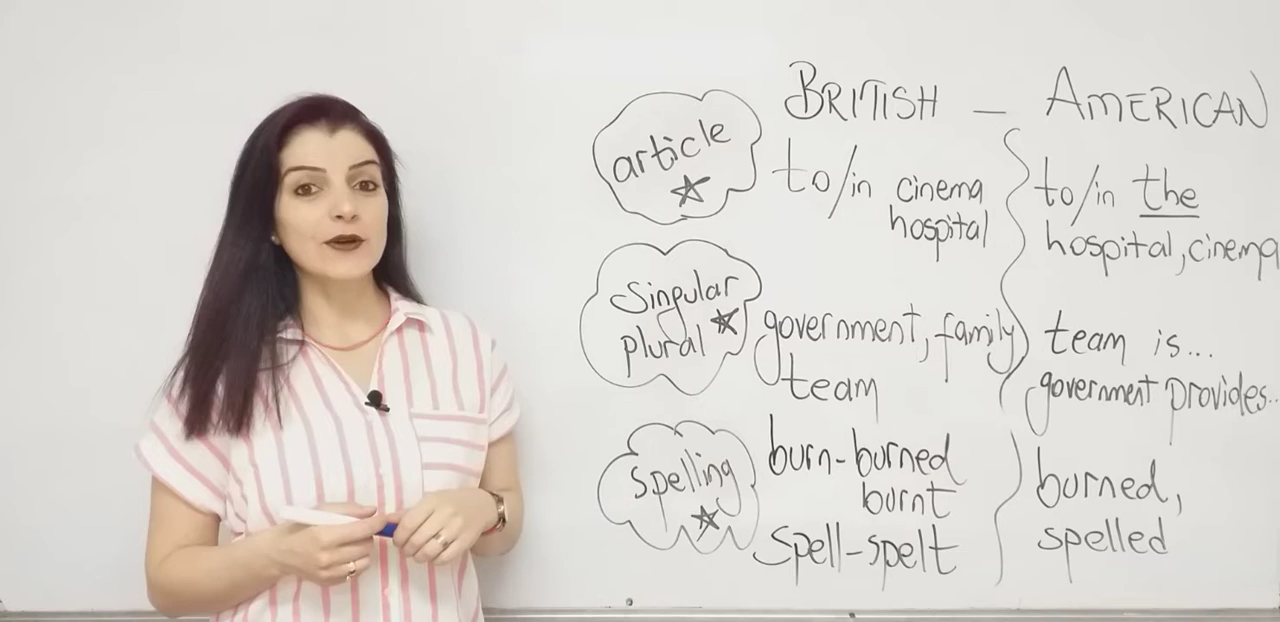 BRITISH – AMERICAN
article
to/in cinema
hospital
to/in the
hospital, cinema
Singular
plural
government, family
team
team is...
government provides...
spelling
burn-burned
burnt
spell-spelt
burned,
spelled